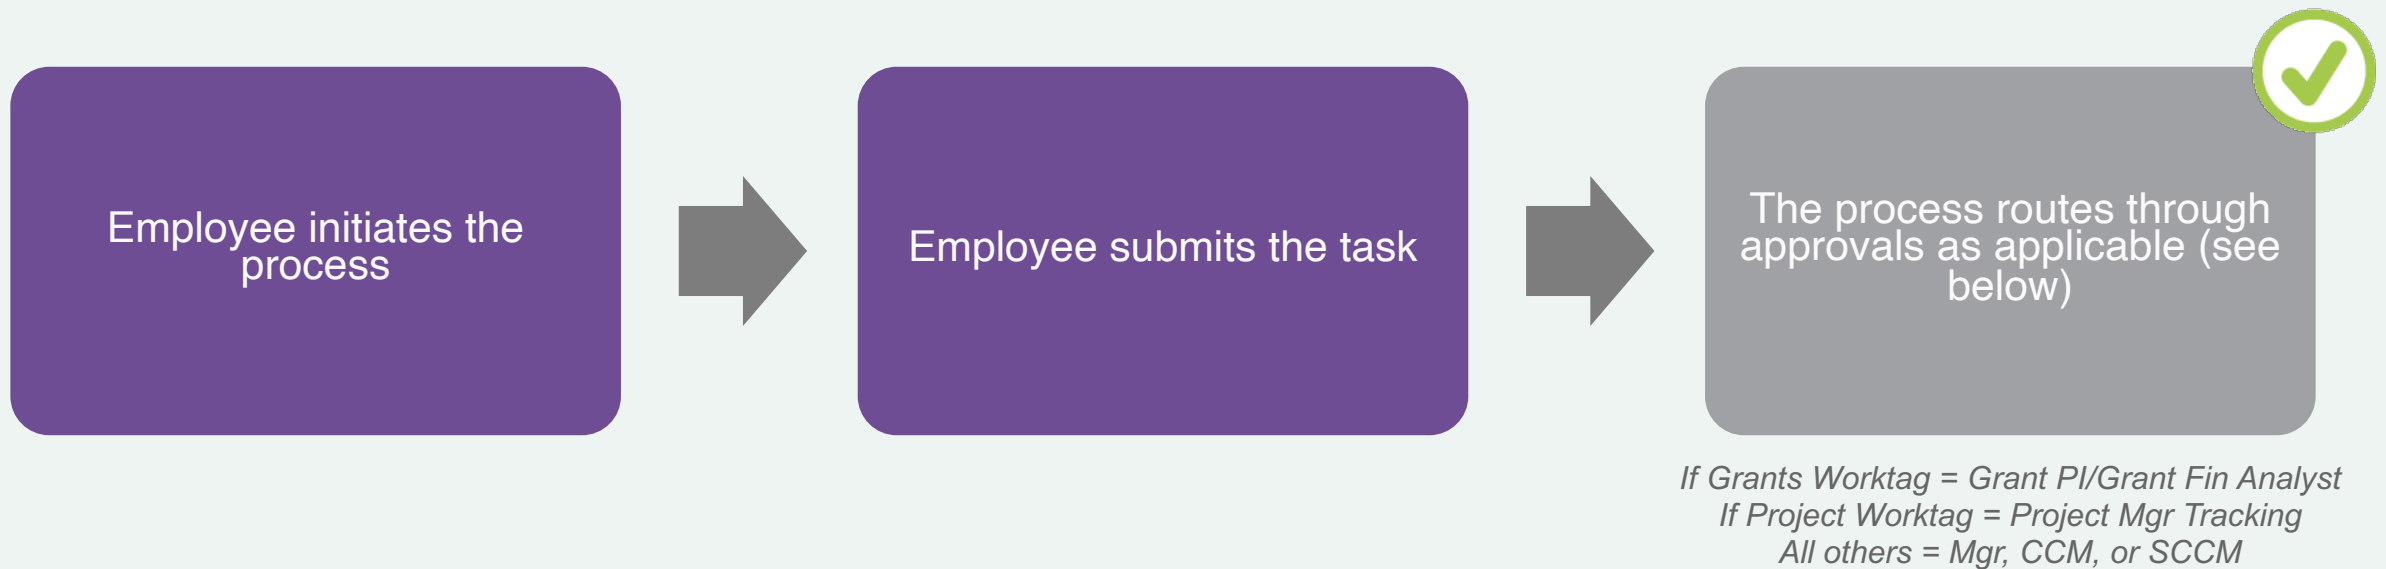 Employee initiates the
process
Employee submits the task
The process routes through
approvals as applicable (see
below)
If Grants Worktag = Grant PI/Grant Fin Analyst
If Project Worktag = Project Mgr Tracking
All others = Mgr, CCM, or SCCM